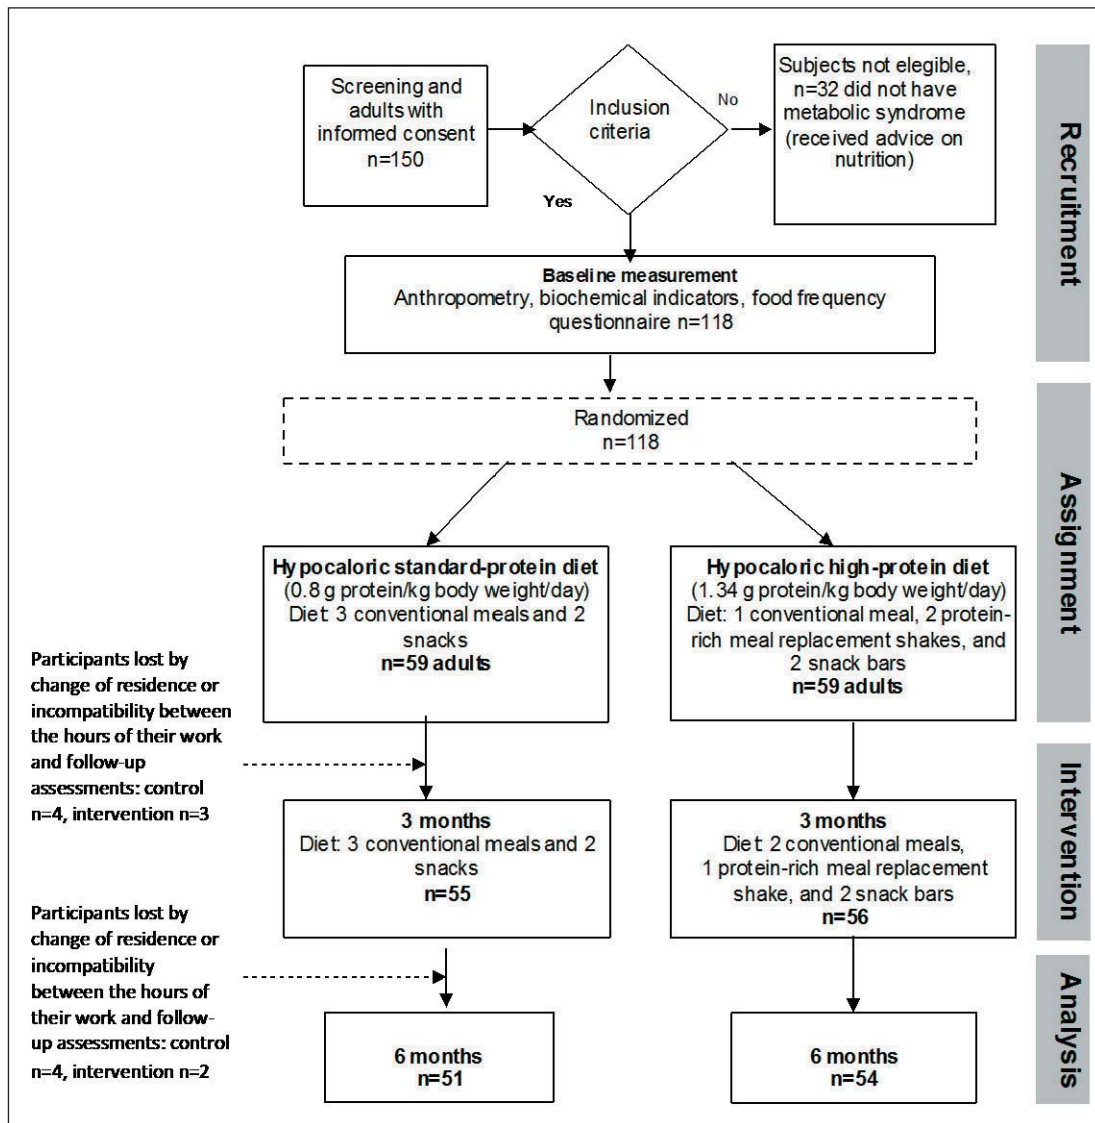 Screening and
adults with
informed consent
n=150
Inclusion
criteria
No
Yes
Subjects not elegible,
n=32 did not have
metabolic syndrome
(received advice on
nutrition)
Recruitment
Baseline measurement
Anthropometry, biochemical indicators, food frequency
questionnaire n=118
Randomized
n=118
Assignment
Hypocaloric standard-protein diet
(0.8 g protein/kg body weight/day)
Diet: 3 conventional meals and 2
snacks
n=59 adults
Hypocaloric high-protein diet
(1.34 g protein/kg body weight/day)
Diet: 1 conventional meal, 2 protein-
rich meal replacement shakes, and
2 snack bars
n=59 adults
Participants lost by
change of residence or
incompatibility between
the hours of their work
and follow-up
assessments: control
n=4, intervention n=3
Intervention
3 months
Diet: 3 conventional meals and 2
snacks
n=55
3 months
Diet: 2 conventional meals,
1 protein-rich meal replacement
shake, and 2 snack bars
n=56
Participants lost by
change of residence or
incompatibility
between the hours of
their work and follow-
up assessments: control
n=4, intervention n=2
Analysis
6 months
n=51
6 months
n=54